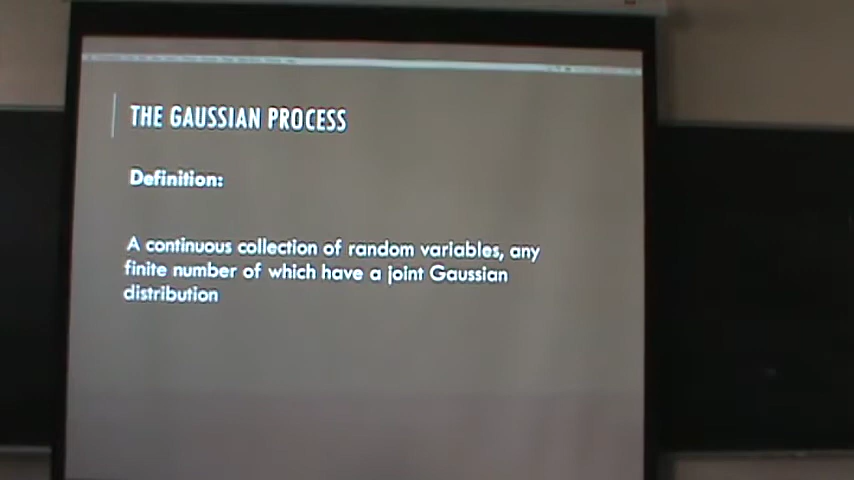 THE GAUSSIAN PROCESS
Definition:
A continuous collection of random variables, any
finite number of which have a joint Gaussian
distribution